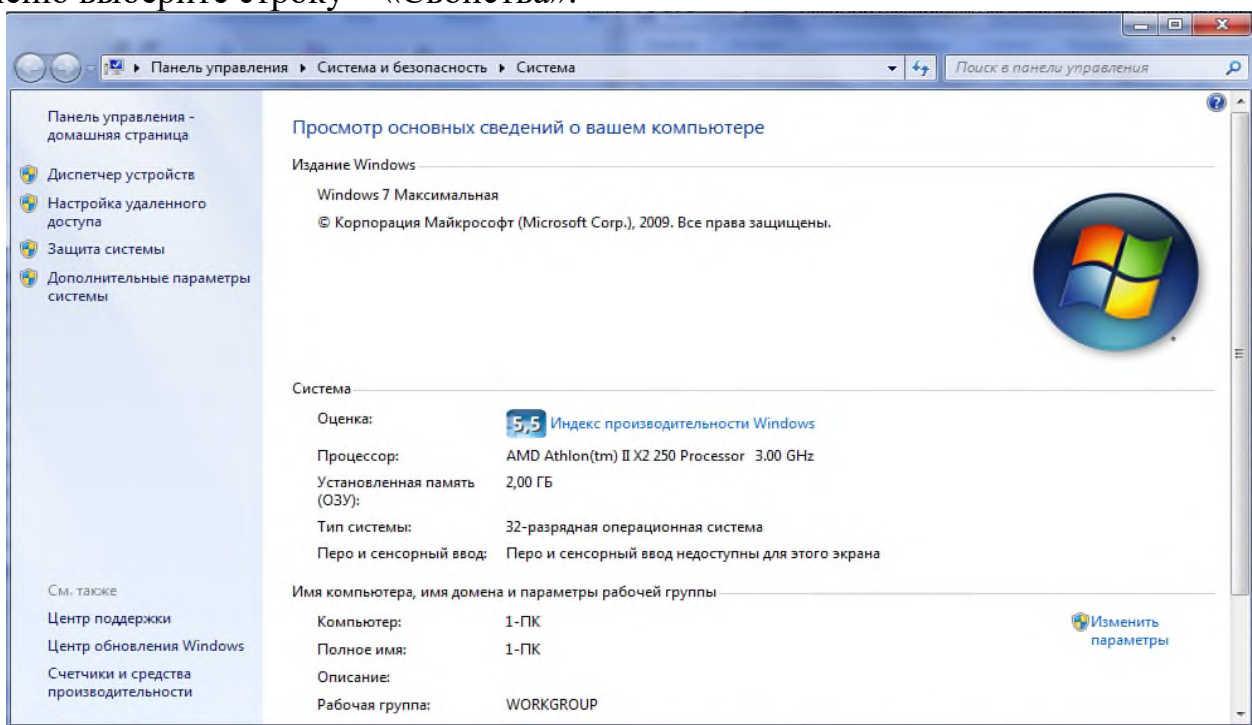 выберите строку – «Свойства».
Панель управления ▸ Система и безопасность ▸ Система
Поиск в панели управления
Панель управления -
домашняя страница
Диспетчер устройств
Настройка удаленного
доступа
Защита системы
Дополнительные параметры
системы
См. также
Центр поддержки
Центр обновления Windows
Счетчики и средства
производительности
Просмотр основных сведений о вашем компьютере
Издание Windows
Windows 7 Максимальная
© Корпорация Майкрософт (Microsoft Corp.), 2009. Все права защищены.
Система
Оценка: 5,5 Индекс производительности Windows
Процессор: AMD Athlon(tm) II X2 250 Processor 3.00 GHz
Установленная память 2,00 ГБ
(ОЗУ):
Тип системы: 32-разрядная операционная система
Перо и сенсорный ввод: Перо и сенсорный ввод недоступны для этого экрана
Имя компьютера, имя домена и параметры рабочей группы
Компьютер: 1-ПК
Изменить
параметры
Полное имя: 1-ПК
Описание:
Рабочая группа: WORKGROUP